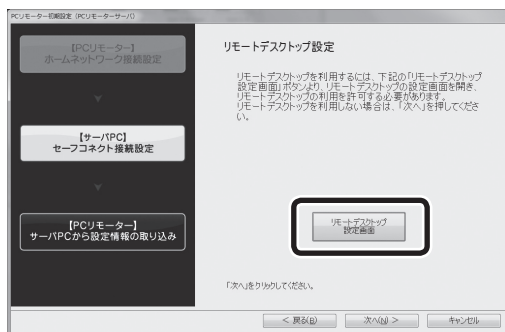 PCリモーター初期設定 (PCリモーターサーバ)
【PCリモーター】
ホームネットワーク接続設定
【サーバPC】
セーフコネクト接続設定
【PCリモーター】
サーバPCから設定情報の取り込み
リモートデスクトップ設定
リモートデスクトップを利用するには、下記の「リモートデスクトップ
設定画面」ボタンより、リモートデスクトップの設定画面を開き、
リモートデスクトップの利用を許可する必要があります。
リモートデスクトップを利用しない場合は、「次へ」を押してくださ
い。
リモートデスクトップ
設定画面
「次へ」をクリックしてください。
< 戻る(B)
次へ(N) >
キャンセル